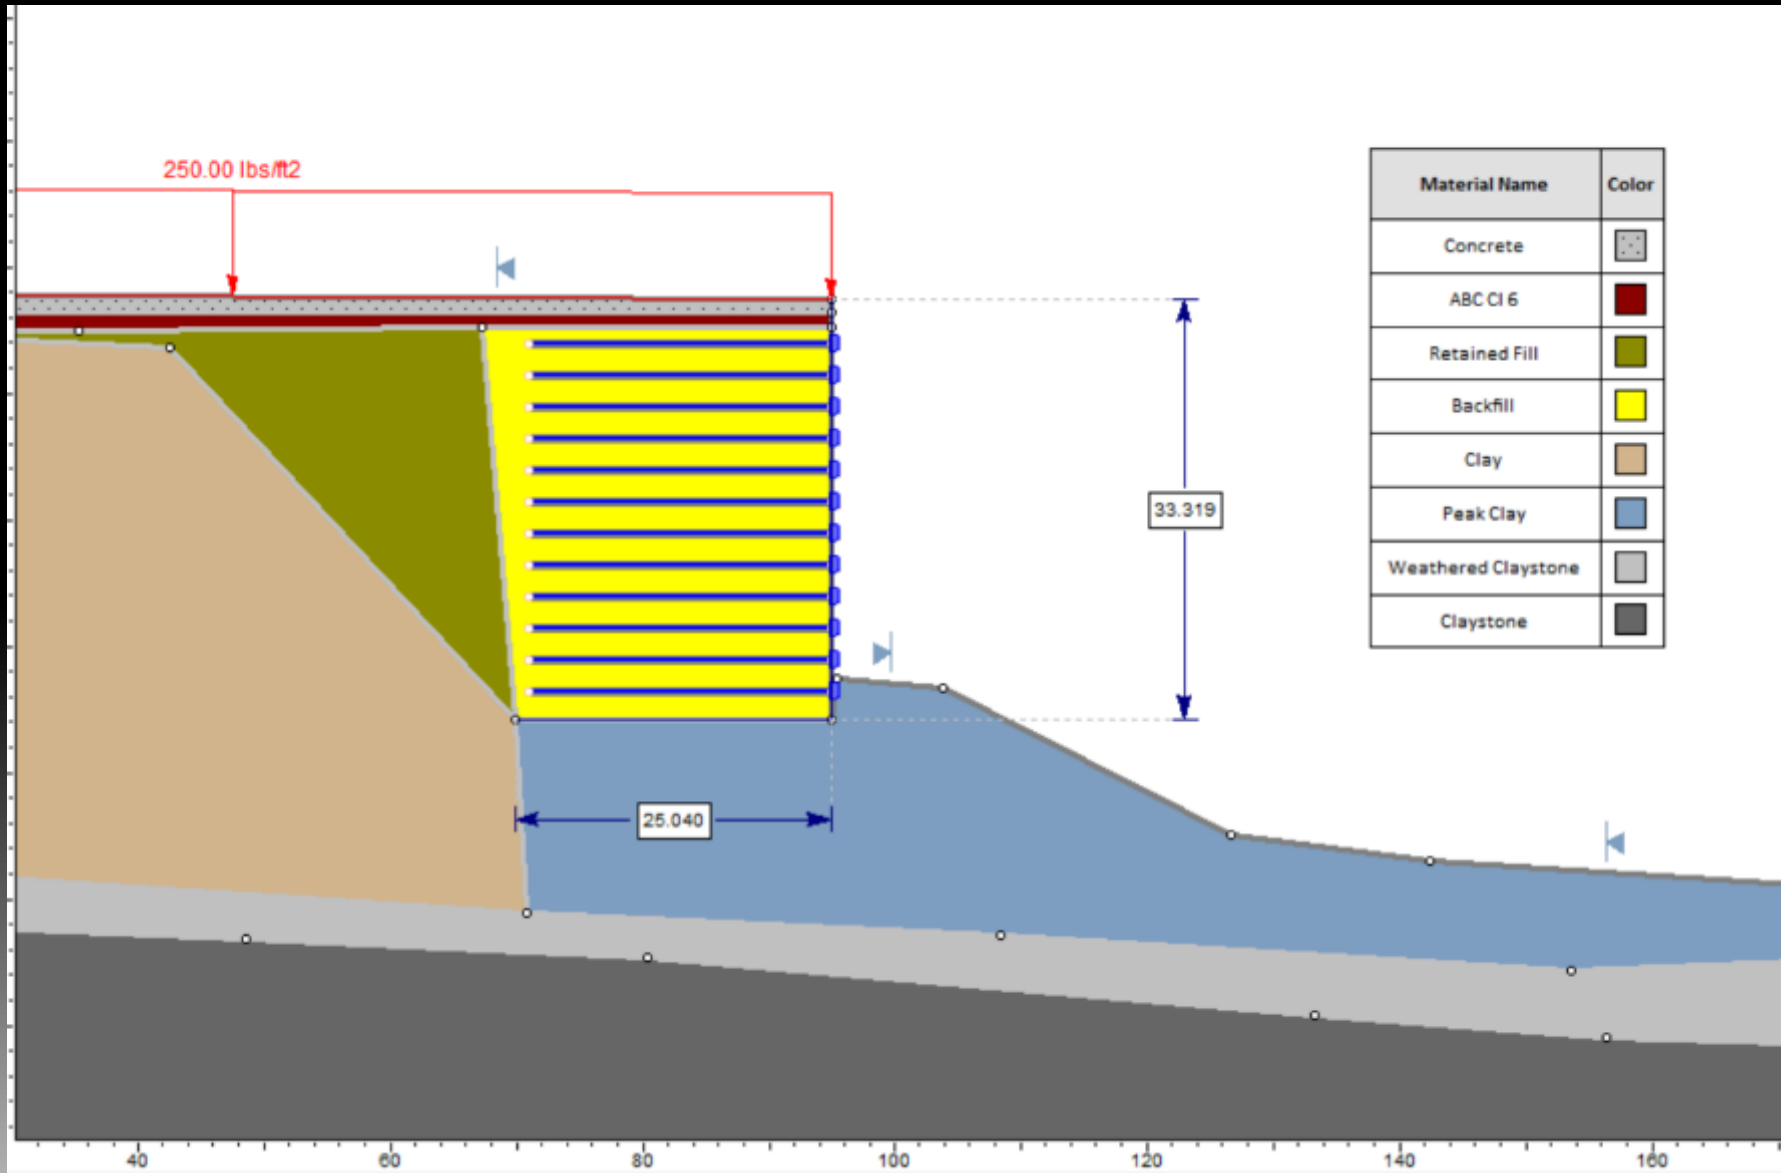 250.00 lbs/ft2
Material Name Color
Concrete
ABC Cl 6
Retained Fill
Backfill
Clay
Peak Clay
Weathered Claystone
Claystone
33.319
25.040
40 60 80 100 120 140 160